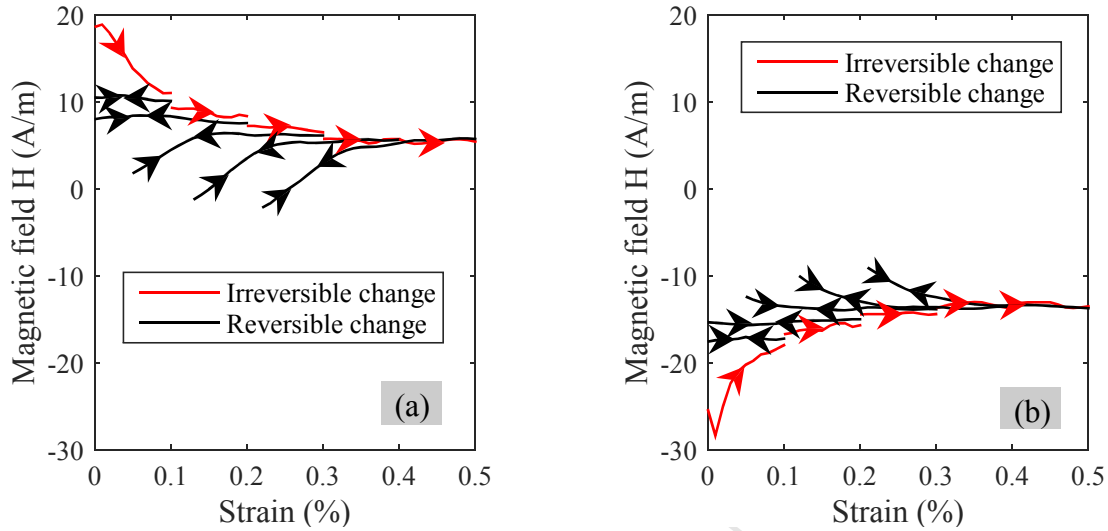 Magnetic field H (A/m)
20
10
0
-10
-20
-30
Irreversible change
Reversible change
(a)
0
0.1
0.2
0.3
0.4
0.5
Strain (%)
Magnetic field H (A/m)
20
10
0
-10
-20
-30
Irreversible change
Reversible change
(b)
0
0.1
0.2
0.3
0.4
0.5
Strain (%)